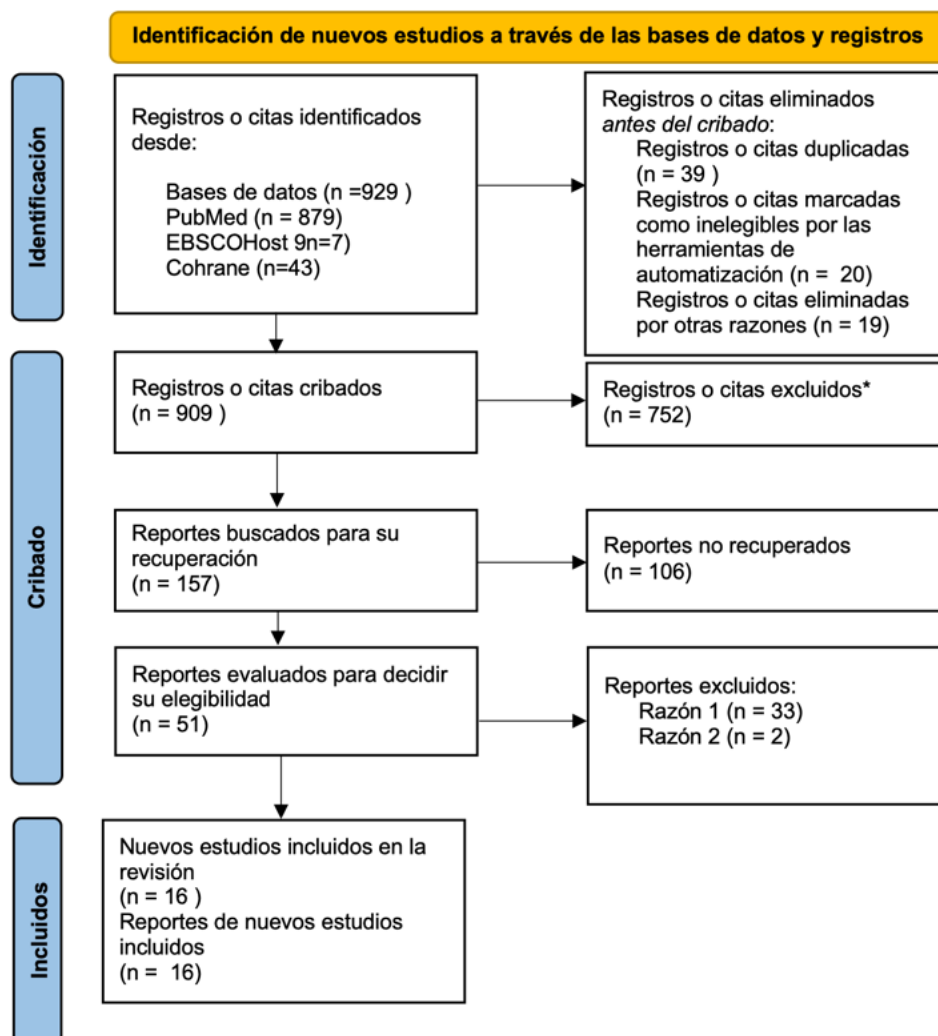 Identificación de nuevos estudios a través de las bases de datos y registros
Identificación
Registros o citas identificados
desde:
Bases de datos (n =929 )
PubMed (n = 879)
EBSCOHost 9n=7)
Cohrane (n=43)
Registros o citas eliminados
antes del cribado:
Registros o citas duplicadas
(n = 39 )
Registros o citas marcadas
como inelegibles por las
herramientas de
automatización (n =  20)
Registros o citas eliminadas
por otras razones (n = 19)
Cribado
Registros o citas cribados
(n = 909 )
Registros o citas excluidos*
(n = 752)
Reportes buscados para su
recuperación
(n = 157)
Reportes no recuperados
(n = 106)
Reportes evaluados para decidir
su elegibilidad
(n = 51)
Reportes excluidos:
Razón 1 (n = 33)
Razón 2 (n = 2)
Incluidos
Nuevos estudios incluidos en la
revisión
(n = 16 )
Reportes de nuevos estudios
incluidos
(n =  16)